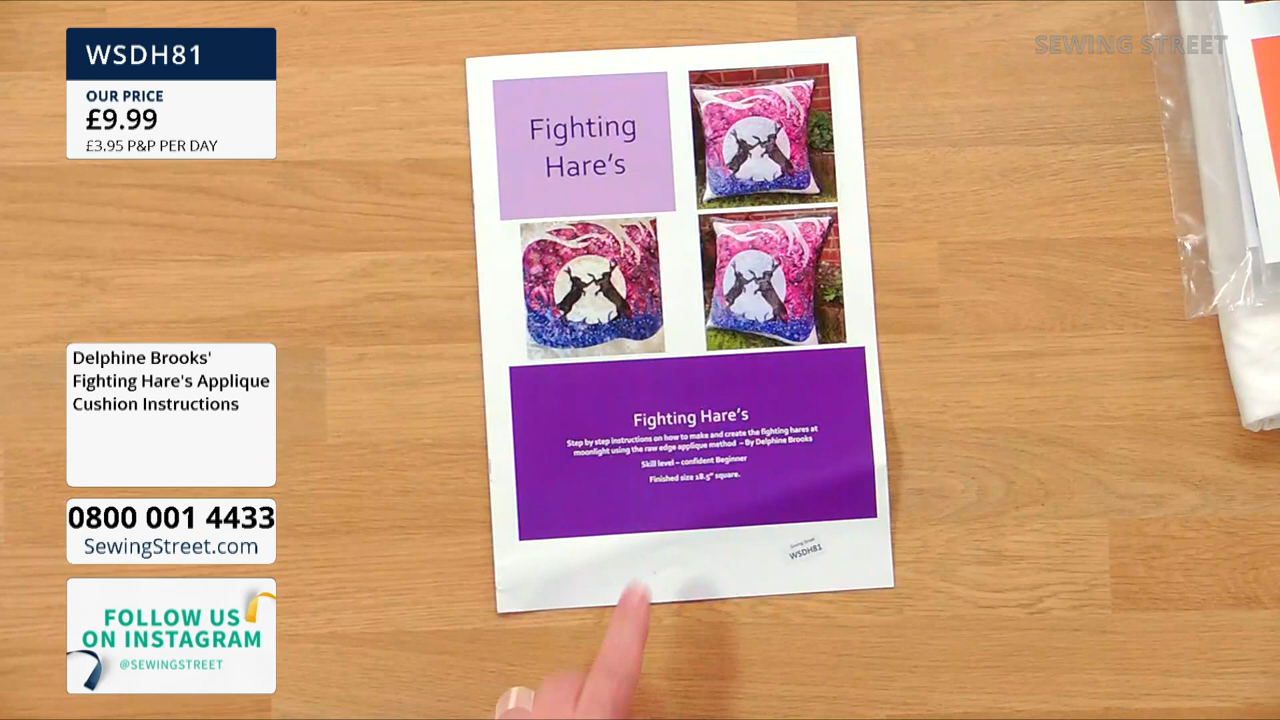 WSDH81
OUR PRICE
£9.99
£3.95 P&P PER DAY
Delphine Brooks'
Fighting Hare's Applique
Cushion Instructions
0800 001 4433
SewingStreet.com
FOLLOW US
ON INSTAGRAM
@SEWINGSTREET
SEWING STREET
Fighting
Hare's
Fighting Hare's
Step by step instructions on how to make and create the fighting hares at
moonlight using the raw edge applique method – By Delphine Brooks
Skill level – confident Beginner
Finished size 18.5" square.
Sewing Street
WSDH81